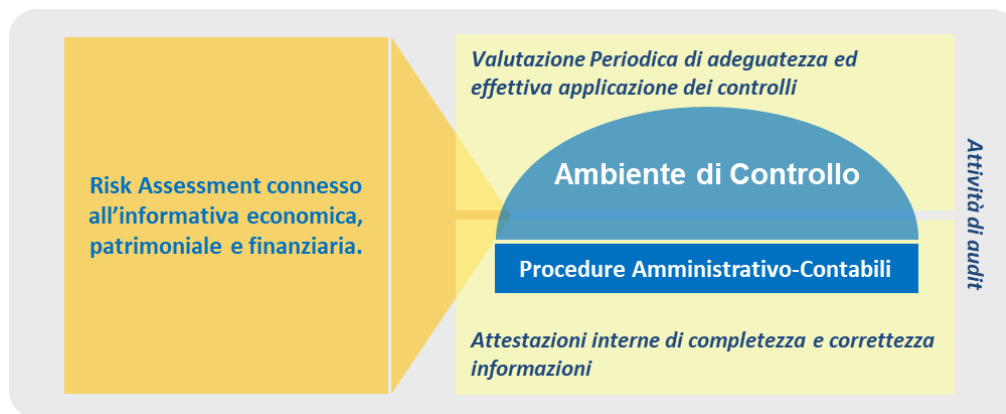 Risk Assessment connesso
all’informativa economica,
patrimoniale e finanziaria.
Valutazione Periodica di adeguatezza ed
effettiva applicazione dei controlli
Ambiente di Controllo
Procedure Amministrativo-Contabili
Attestazioni interne di completezza e correttezza
informazioni
Attività di audit